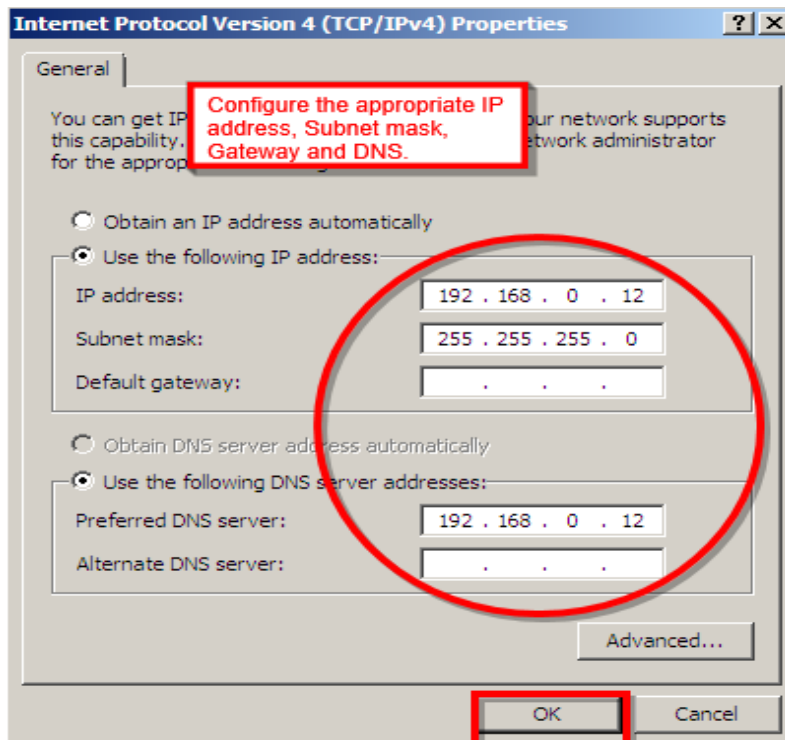 Internet Protocol Version 4 (TCP/IPv4) Properties
General
Configure the appropriate IP
address, Subnet mask,
Gateway and DNS.
You can get IP our network supports
this capability. etwork administrator
for the approp
Obtain an IP address automatically
Use the following IP address:
IP address: 192 . 168 . 0 . 12
Subnet mask: 255 . 255 . 255 . 0
Default gateway: . . .
Obtain DNS server address automatically
Use the following DNS server addresses:
Preferred DNS server: 192 . 168 . 0 . 12
Alternate DNS server: . . .
Advanced...
OK Cancel